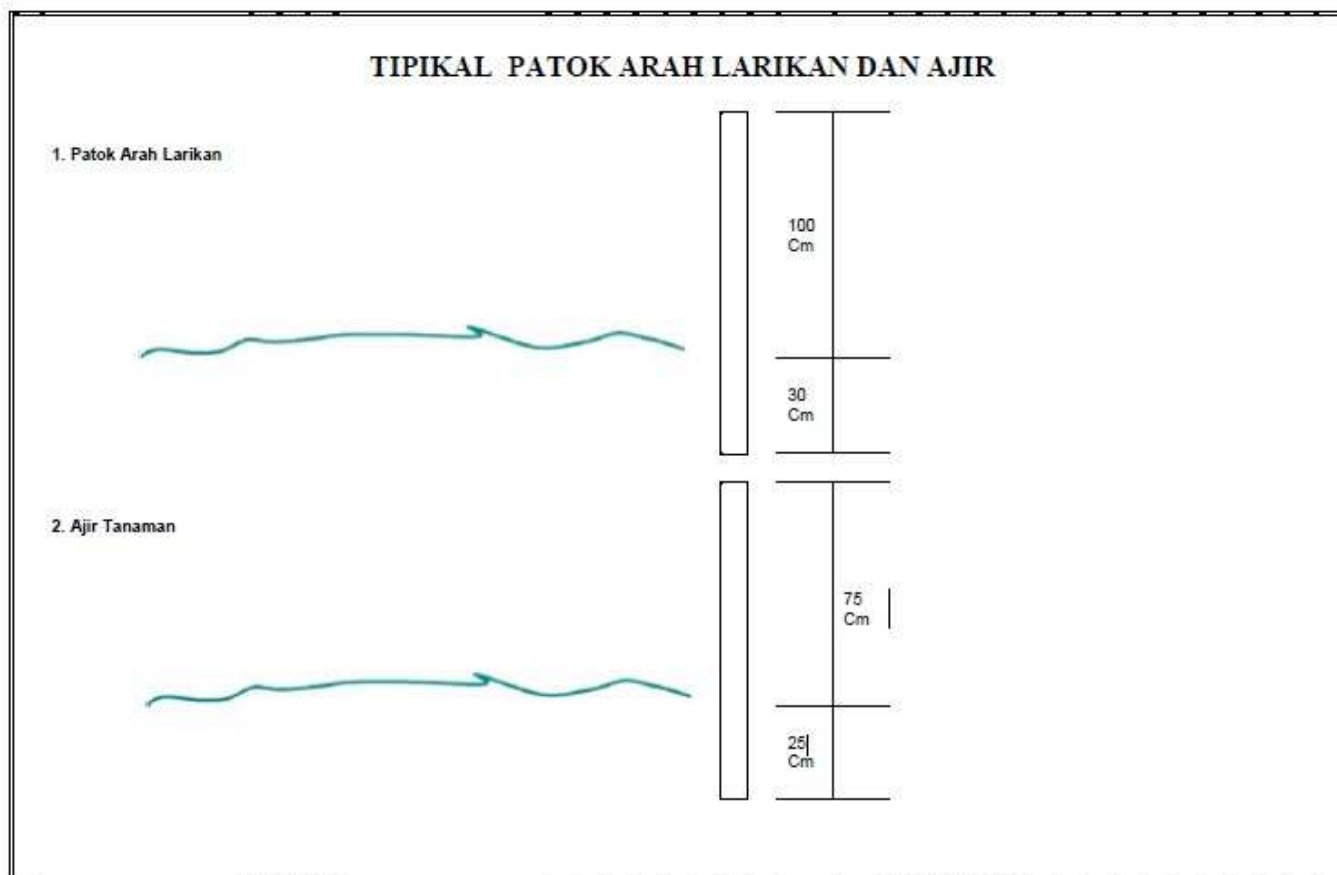 TIPIKAL PATOK ARAH LARIKAN DAN AJIR
1. Patok Arah Larikan
100
Cm
30
Cm
2. Ajir Tanaman
75
Cm
25
Cm